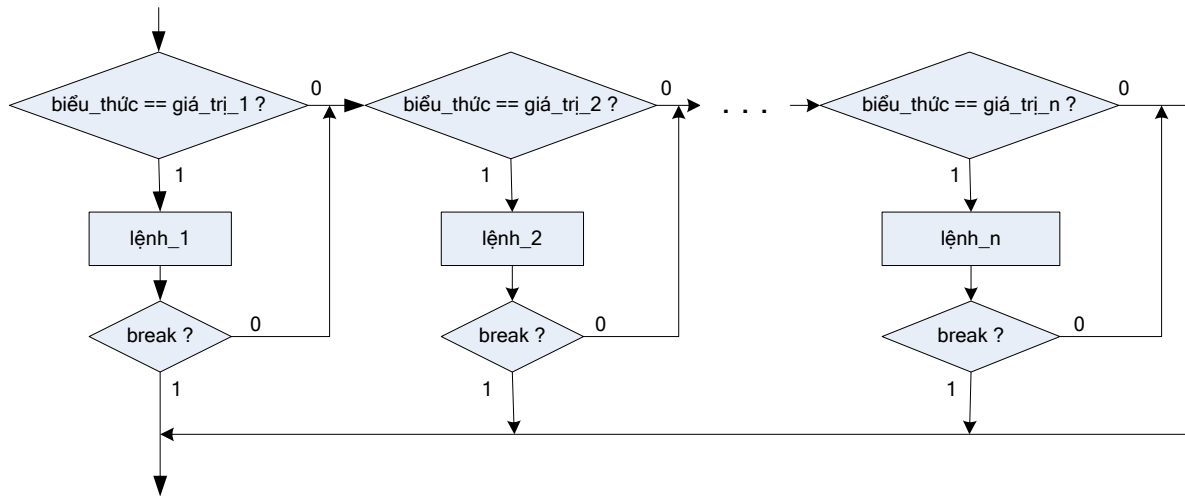 biểu_thức == giá_trị_1 ?
0
biểu_thức == giá_trị_2 ?
0
. . .
biểu_thức == giá_trị_n ?
0
1
1
1
lệnh_1
lệnh_2
lệnh_n
break ?
0
break ?
0
break ?
0
1
1
1